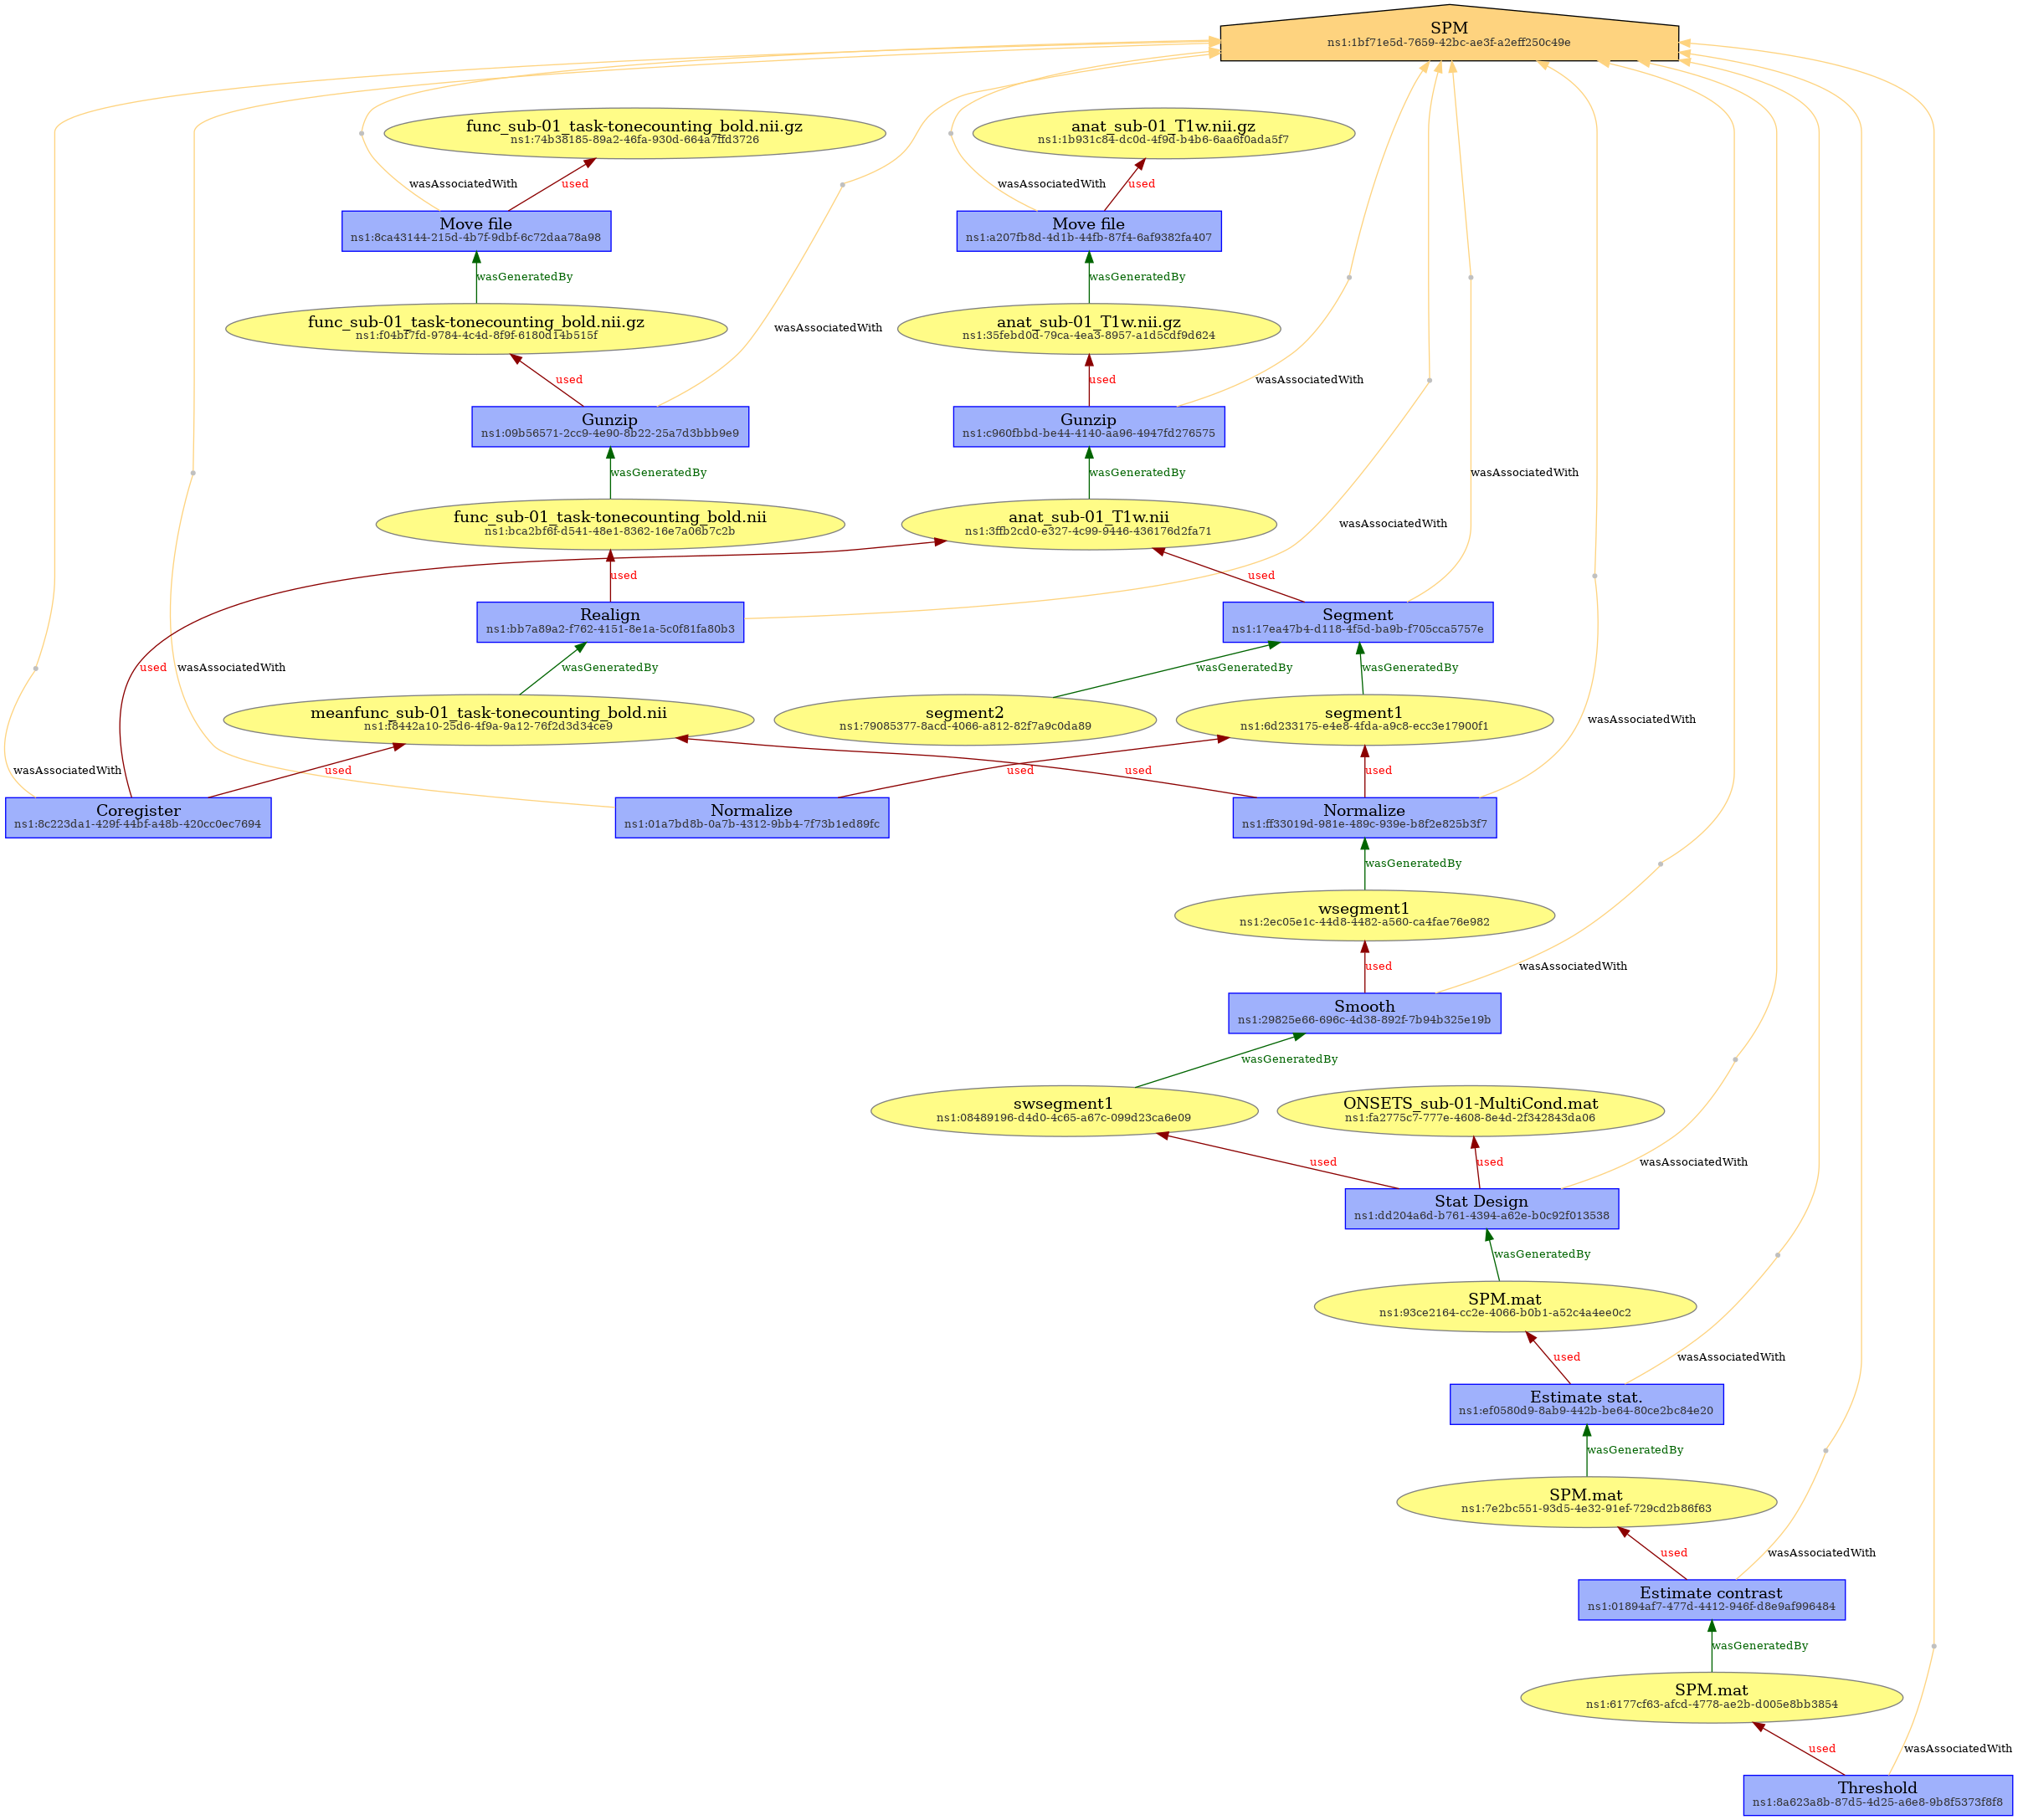 SPM
ns1:1bf71e5d-7659-42bc-ae3f-a2eff250c49e
func_sub-01_task-tonecounting_bold.nii.gz
ns1:74b38185-89a2-46fa-930d-664a7ffd3726
anat_sub-01_T1w.nii.gz
ns1:1b931c84-dc0d-4f9d-b4b6-6aa6f0ada5f7
wasAssociatedWith
used
wasAssociatedWith
used
Move file
ns1:8ca43144-215d-4b7f-9dbf-6c72daa78a98
Move file
ns1:a207fb8d-4d1b-44fb-87f4-6af9382fa407
wasGeneratedBy
wasGeneratedBy
func_sub-01_task-tonecounting_bold.nii.gz
ns1:f04bf7fd-9784-4c4d-8f9f-6180d14b515f
wasAssociatedWith
anat_sub-01_T1w.nii.gz
ns1:35febd0d-79ca-4ea3-8957-a1d5cdf9d624
used
used
wasAssociatedWith
Gunzip
ns1:09b56571-2cc9-4e90-8b22-25a7d3bbb9e9
Gunzip
ns1:c960fbbd-be44-4140-aa96-4947fd276575
wasGeneratedBy
wasGeneratedBy
wasAssociatedWith
func_sub-01_task-tonecounting_bold.nii
ns1:bca2bf6f-d541-48e1-8362-16e7a06b7c2b
anat_sub-01_T1w.nii
ns1:3ffb2cd0-e327-4c99-9446-436176d2fa71
wasAssociatedWith
used
used
Realign
ns1:bb7a89a2-f762-4151-8e1a-5c0f81fa80b3
Segment
ns1:17ea47b4-d118-4f5d-ba9b-f705cca5757e
used
wasAssociatedWith
wasGeneratedBy
wasGeneratedBy
wasGeneratedBy
meanfunc_sub-01_task-tonecounting_bold.nii
ns1:f8442a10-25d6-4f9a-9a12-76f2d3d34ce9
segment2
ns1:79085377-8acd-4066-a812-82f7a9c0da89
segment1
ns1:6d233175-e4e8-4fda-a9c8-ecc3e17900f1
wasAssociatedWith
wasAssociatedWith
used
used
used
used
Coregister
ns1:8c223da1-429f-44bf-a48b-420cc0ec7694
Normalize
ns1:01a7bd8b-0a7b-4312-9bb4-7f73b1ed89fc
Normalize
ns1:ff33019d-981e-489c-939e-b8f2e825b3f7
wasGeneratedBy
wsegment1
ns1:2ec05e1c-44d8-4482-a560-ca4fae76e982
used
wasAssociatedWith
Smooth
ns1:29825e66-696c-4d38-892f-7b94b325e19b
wasGeneratedBy
swsegment1
ns1:08489196-d4d0-4c65-a67c-099d23ca6e09
ONSETS_sub-01-MultiCond.mat
ns1:fa2775c7-777e-4608-8e4d-2f342843da06
used
used
wasAssociatedWith
Stat Design
ns1:dd204a6d-b761-4394-a62e-b0c92f013538
wasGeneratedBy
SPM.mat
ns1:93ce2164-cc2e-4066-b0b1-a52c4a4ee0c2
used
wasAssociatedWith
Estimate stat.
ns1:ef0580d9-8ab9-442b-be64-80ce2bc84e20
wasGeneratedBy
SPM.mat
ns1:7e2bc551-93d5-4e32-91ef-729cd2b86f63
used
wasAssociatedWith
Estimate contrast
ns1:01894af7-477d-4412-946f-d8e9af996484
wasGeneratedBy
SPM.mat
ns1:6177cf63-afcd-4778-ae2b-d005e8bb3854
used
wasAssociatedWith
Threshold
ns1:8a623a8b-87d5-4d25-a6e8-9b8f5373f8f8